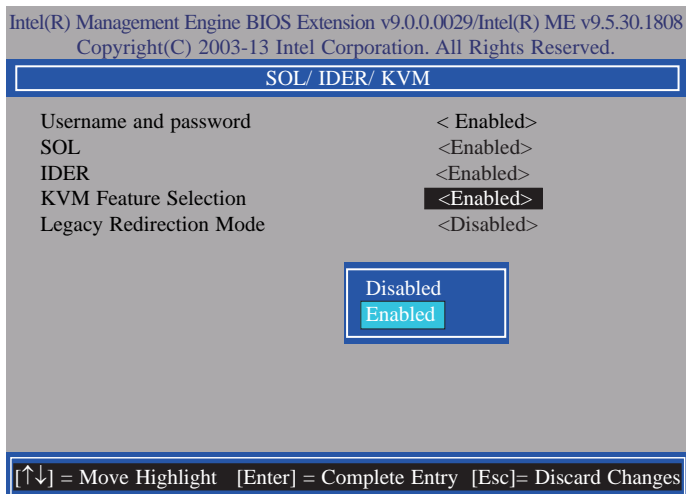 Intel(R) Management Engine BIOS Extension v9.0.0.0029/Intel(R) ME v9.5.30.1808
Copyright(C) 2003-13 Intel Corporation. All Rights Reserved.
SOL/ IDER/ KVM
Username and password < Enabled>
SOL <Enabled>
IDER <Enabled>
KVM Feature Selection <Enabled>
Legacy Redirection Mode <Disabled>
Disabled
Enabled
[↑↓] = Move Highlight [Enter] = Complete Entry [Esc]= Discard Changes